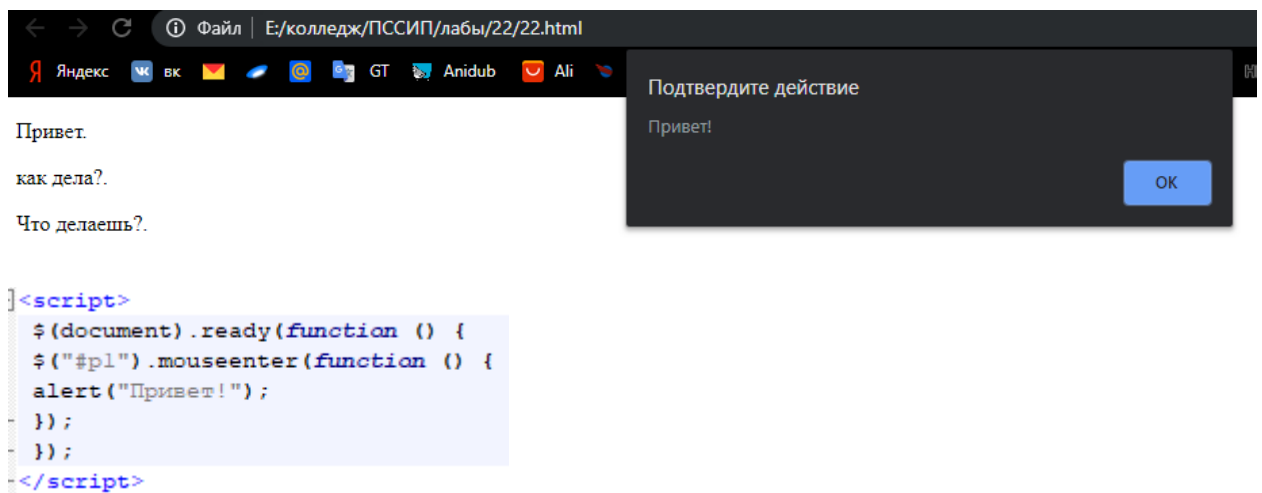 Файл | E:/колледж/ПССИП/лабы/22/22.html
Яндекс вк GT Anidub Ali
Подтвердите действие
Привет!
ОК
Привет.
как дела?.
Что делаешь?.
<script>
$(document).ready(function () {
$("#p1").mouseenter(function () {
alert("Привет!");
});
});
</script>